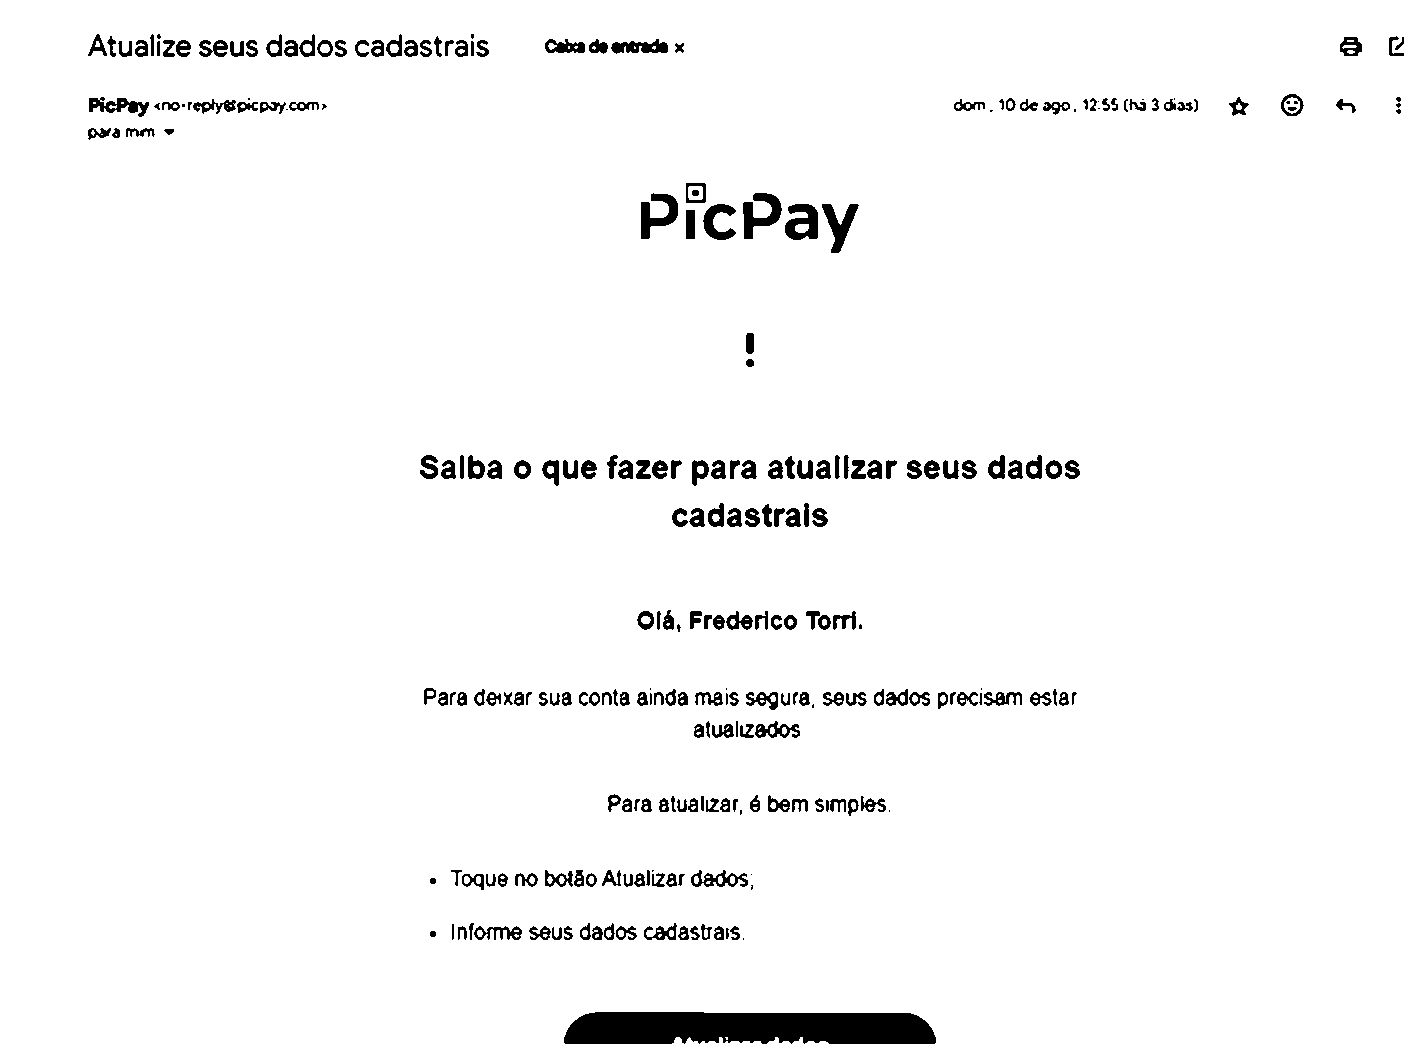 Atualize seus dados cadastrais
Caixa de entrada x
PicPay <no-reply@picpay.com>
dom., 10 de ago., 12:55 (há 3 dias)
para mim
PicPay
!
Saiba o que fazer para atualizar seus dados
cadastrais
Olá, Frederico Torri.
Para deixar sua conta ainda mais segura, seus dados precisam estar
atualizados
Para atualizar, é bem simples.
• Toque no botão Atualizar dados;
• Informe seus dados cadastrais.
Atualizar dados